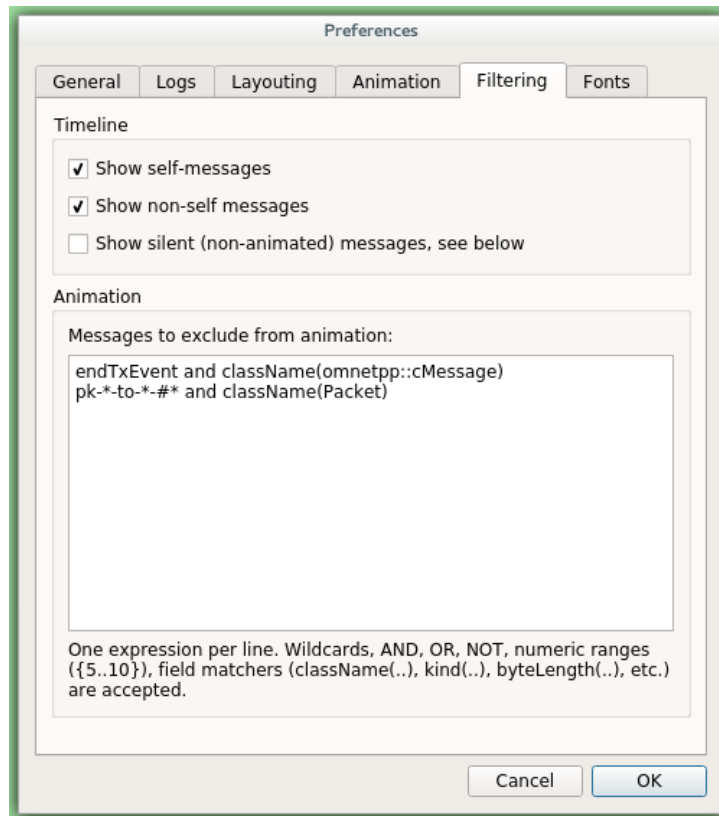 Preferences
General Logs Layouting Animation Filtering Fonts
Timeline
Show self-messages
Show non-self messages
Show silent (non-animated) messages, see below
Animation
Messages to exclude from animation:
endTxEvent and className(omnetpp::cMessage)
pk-*-to-*-#* and className(Packet)
One expression per line. Wildcards, AND, OR, NOT, numeric ranges
({5..10}), field matchers (className(..), kind(..), byteLength(..), etc.)
are accepted.
Cancel OK